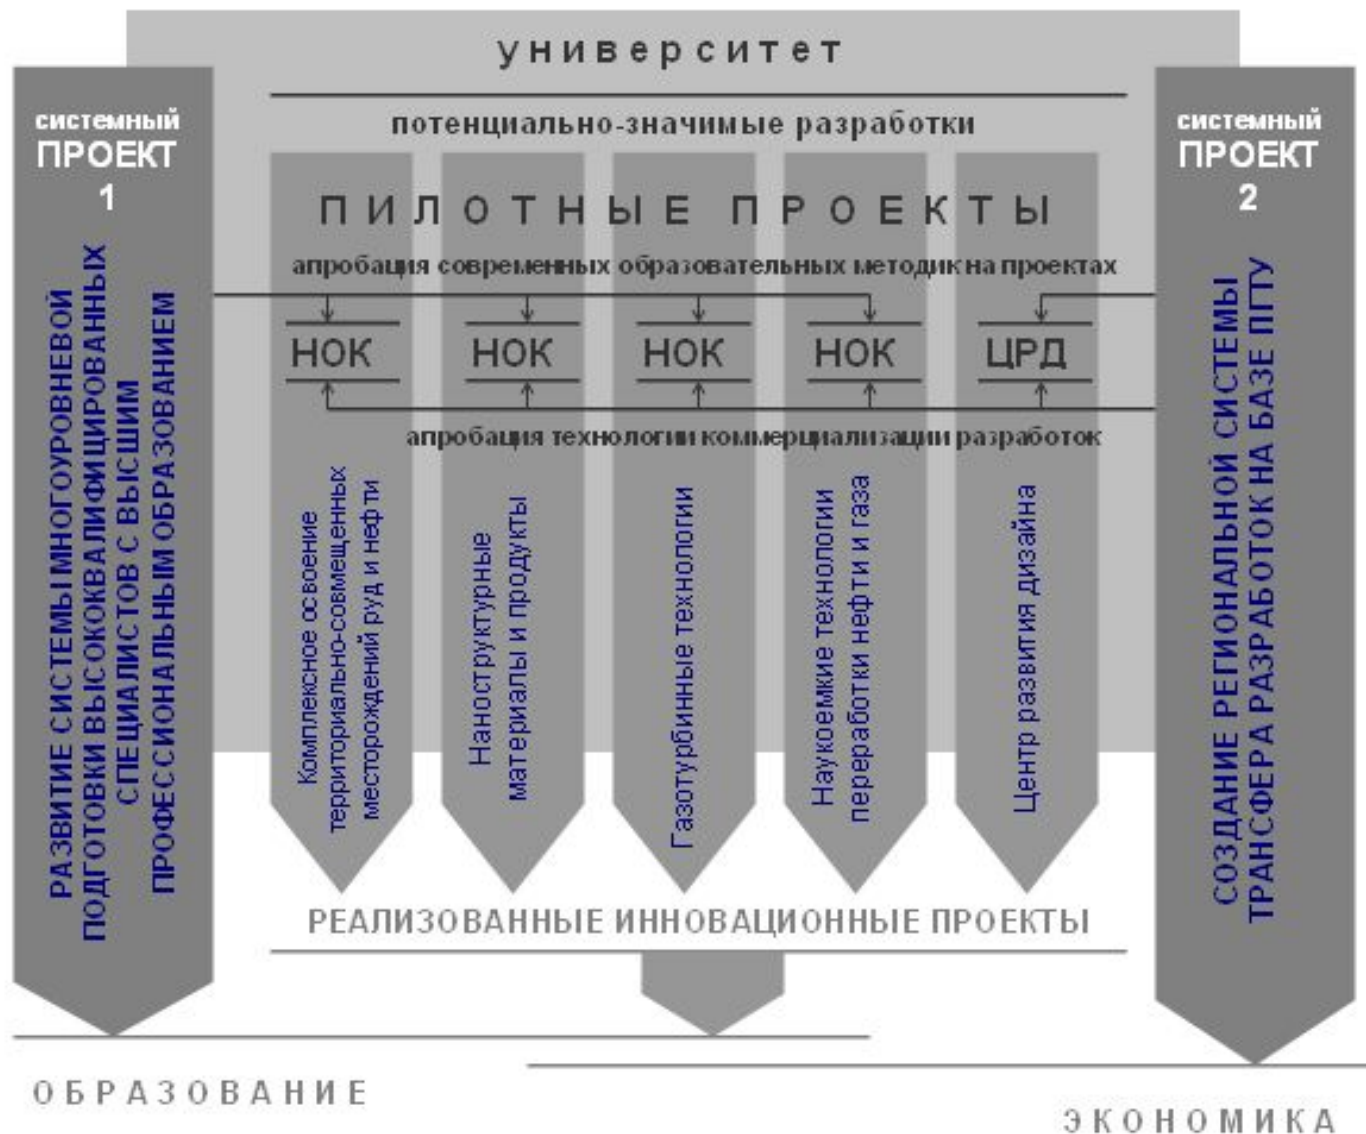 университет
потенциально-значимые разработки
ПИЛОТНЫЕ ПРОЕКТЫ
апробация современных образовательных методик на проектах
НОК НОК НОК НОК ЦРД
апробация технологии коммерциализации разработок
системный
ПРОЕКТ
1
РАЗВИТИЕ СИСТЕМЫ МНОГОУРОВНЕВОЙ
ПОДГОТОВКИ ВЫСОКОКВАЛИФИЦИРОВАННЫХ
СПЕЦИАЛИСТОВ С ВЫСШИМ
ПРОФЕССИОНАЛЬНЫМ ОБРАЗОВАНИЕМ
Комплексное освоение
территориально-совмещенных
месторождений руд и нефти
Наноструктурные
материалы и продукты
Газотурбинные технологии
Наукоемкие технологии
переработки нефти и газа
Центр развития дизайна
системный
ПРОЕКТ
2
СОЗДАНИЕ РЕГИОНАЛЬНОЙ СИСТЕМЫ
ТРАНСФЕРА РАЗРАБОТОК НА БАЗЕ ПГТУ
РЕАЛИЗОВАННЫЕ ИННОВАЦИОННЫЕ ПРОЕКТЫ
ОБРАЗОВАНИЕ
ЭКОНОМИКА